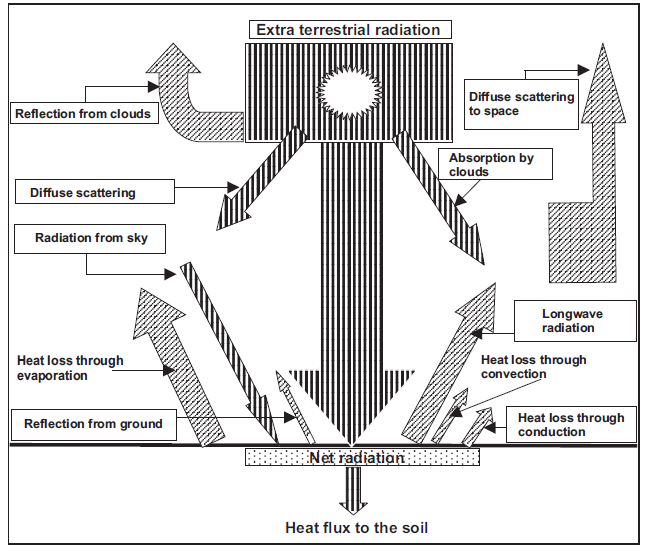 Extra terrestrial radiation
Reflection from clouds
Diffuse scattering
to space
Absorption by
clouds
Diffuse scattering
Radiation from sky
Longwave
radiation
Heat loss through
evaporation
Heat loss through
convection
Reflection from ground
Heat loss through
conduction
Net radiation
Heat flux to the soil